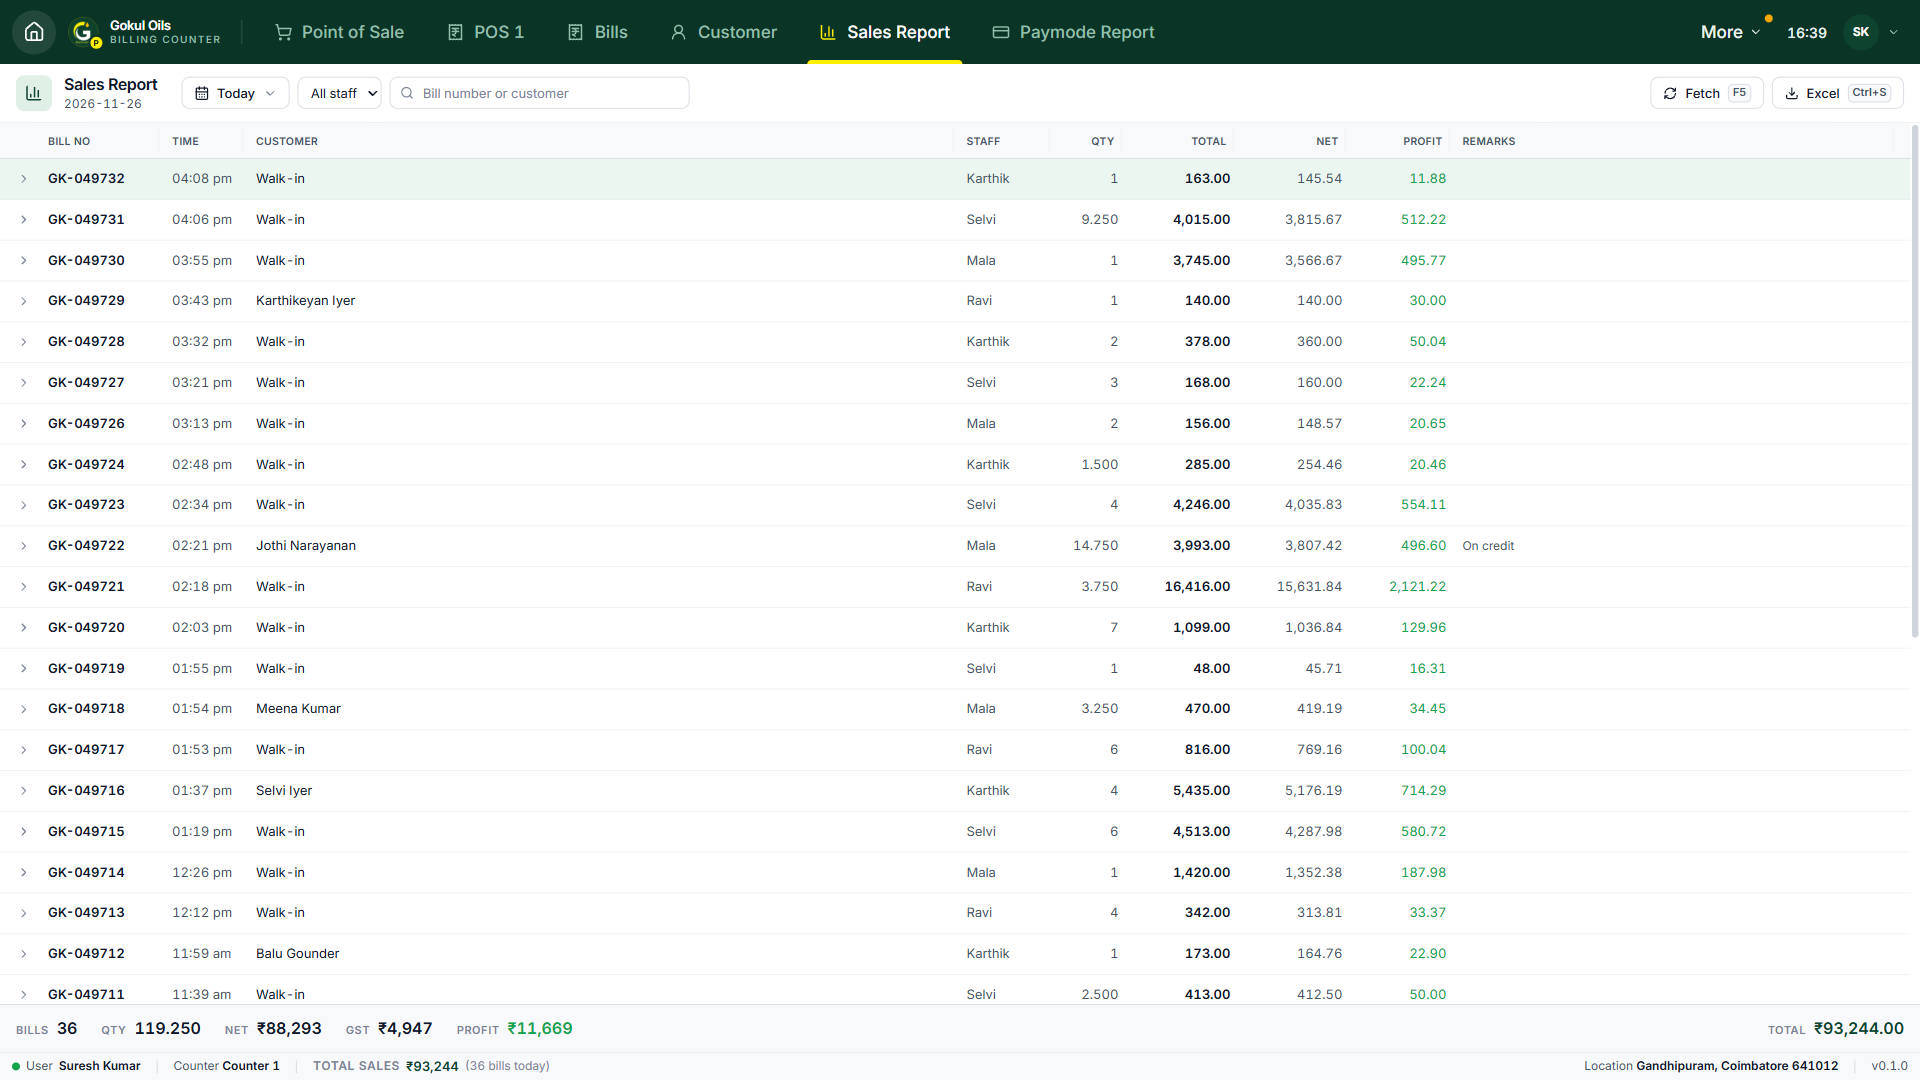 Gokul Oils
BILLING COUNTER
Point of Sale
POS 1
Bills
Customer
Sales Report
Paymode Report
More
16:39
SK
Sales Report
2026-11-26
Today
All staff
Bill number or customer
Fetch F5
Excel Ctrl+S
BILL NO TIME CUSTOMER STAFF QTY TOTAL NET PROFIT REMARKS
GK-049732 04:08 pm Walk-in Karthik 1 163.00 145.54 11.88
GK-049731 04:06 pm Walk-in Selvi 9.250 4,015.00 3,815.67 512.22
GK-049730 03:55 pm Walk-in Mala 1 3,745.00 3,566.67 495.77
GK-049729 03:43 pm Karthikeyan Iyer Ravi 1 140.00 140.00 30.00
GK-049728 03:32 pm Walk-in Karthik 2 378.00 360.00 50.04
GK-049727 03:21 pm Walk-in Selvi 3 168.00 160.00 22.24
GK-049726 03:13 pm Walk-in Mala 2 156.00 148.57 20.65
GK-049724 02:48 pm Walk-in Karthik 1.500 285.00 254.46 20.46
GK-049723 02:34 pm Walk-in Selvi 4 4,246.00 4,035.83 554.11
GK-049722 02:21 pm Jothi Narayanan Mala 14.750 3,993.00 3,807.42 496.60 On credit
GK-049721 02:18 pm Walk-in Ravi 3.750 16,416.00 15,631.84 2,121.22
GK-049720 02:03 pm Walk-in Karthik 7 1,099.00 1,036.84 129.96
GK-049719 01:55 pm Walk-in Selvi 1 48.00 45.71 16.31
GK-049718 01:54 pm Meena Kumar Mala 3.250 470.00 419.19 34.45
GK-049717 01:53 pm Walk-in Ravi 6 816.00 769.16 100.04
GK-049716 01:37 pm Selvi Iyer Karthik 4 5,435.00 5,176.19 714.29
GK-049715 01:19 pm Walk-in Selvi 6 4,513.00 4,287.98 580.72
GK-049714 12:26 pm Walk-in Mala 1 1,420.00 1,352.38 187.98
GK-049713 12:12 pm Walk-in Ravi 4 342.00 313.81 33.37
GK-049712 11:59 am Balu Gounder Karthik 1 173.00 164.76 22.90
GK-049711 11:39 am Walk-in Selvi 2.500 413.00 412.50 50.00
BILLS 36 QTY 119.250 NET ₹88,293 GST ₹4,947 PROFIT ₹11,669 TOTAL ₹93,244.00
User Suresh Kumar Counter Counter 1 TOTAL SALES ₹93,244 (36 bills today) Location Gandhipuram, Coimbatore 641012 v0.1.0